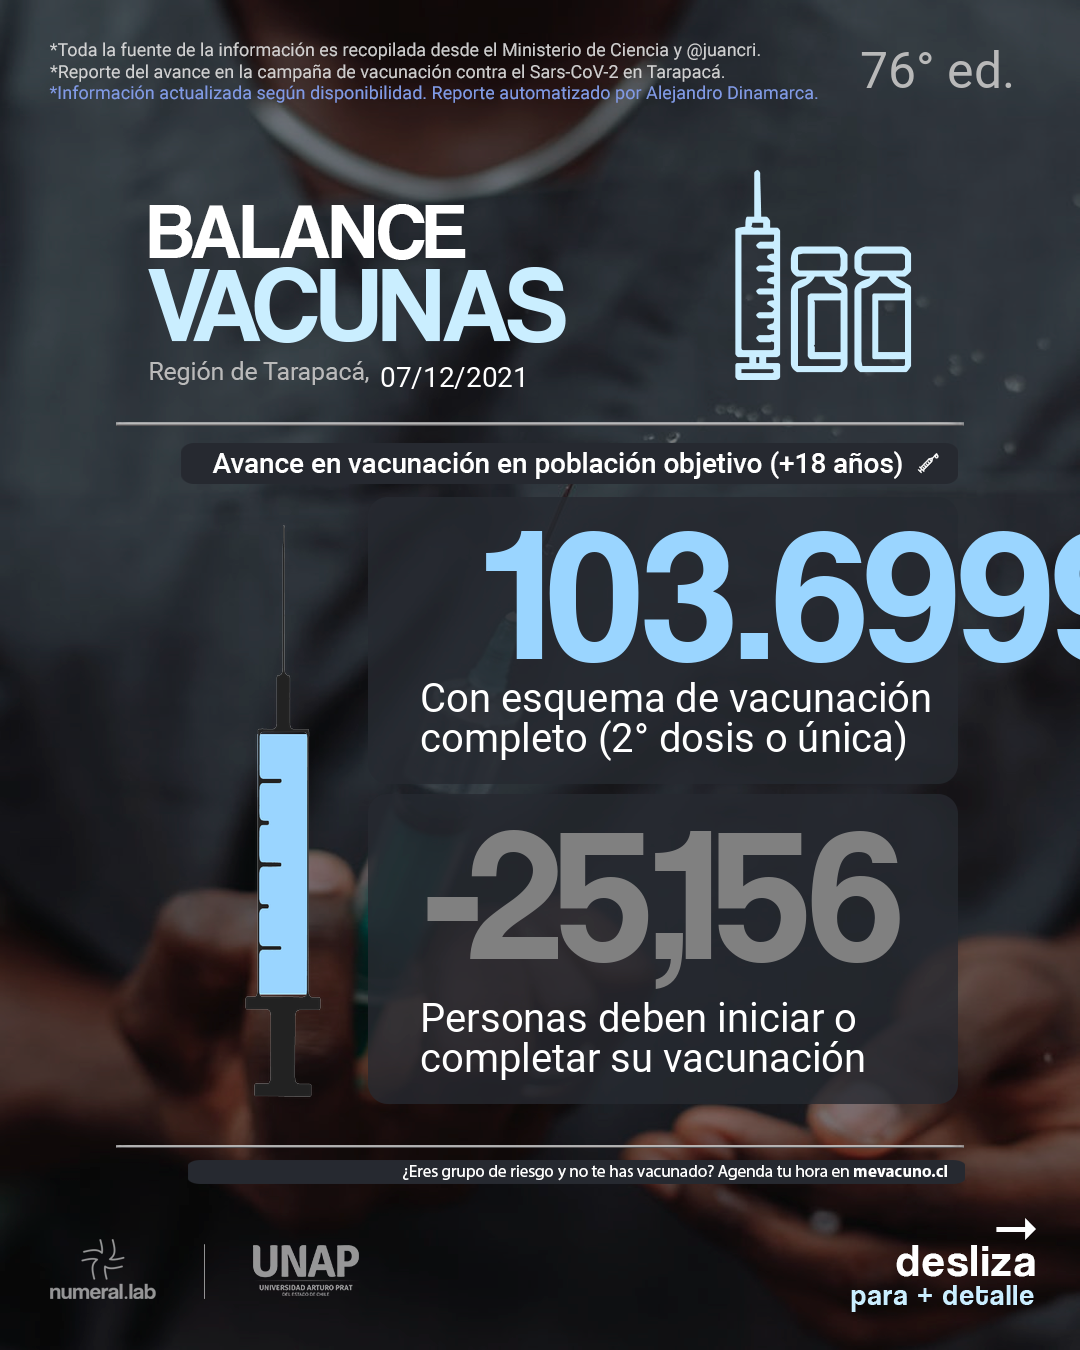 *Toda la fuente de la información es recopilada desde el Ministerio de Ciencia y @juancri.
*Reporte del avance en la campaña de vacunación contra el Sars-CoV-2 en Tarapacá.
*Información actualizada según disponibilidad. Reporte automatizado por Alejandro Dinamarca.
76° ed.
BALANCE
VACUNAS
Región de Tarapacá, 07/12/2021
Avance en vacunación en población objetivo (+18 años)
103.6999
Con esquema de vacunación
completo (2° dosis o única)
-25,156
Personas deben iniciar o
completar su vacunación
¿Eres grupo de riesgo y no te has vacunado? Agenda tu hora en mevacuno.cl
numeral.lab
UNAP
UNIVERSIDAD ARTURO PRAT
DEL ESTADO DE CHILE
desliza
para + detalle